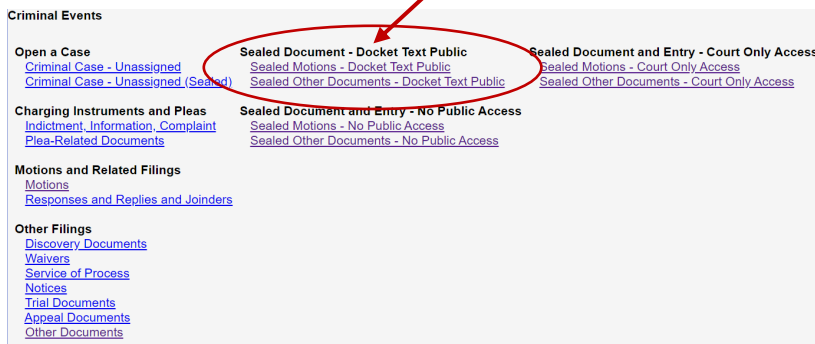 Criminal Events
Open a Case
Criminal Case - Unassigned
Criminal Case - Unassigned (Sealed)
Sealed Document - Docket Text Public
Sealed Motions - Docket Text Public
Sealed Other Documents - Docket Text Public
Sealed Document and Entry - Court Only Access
Sealed Motions - Court Only Access
Sealed Other Documents - Court Only Access
Charging Instruments and Pleas
Indictment, Information, Complaint
Plea-Related Documents
Sealed Document and Entry - No Public Access
Sealed Motions - No Public Access
Sealed Other Documents - No Public Access
Motions and Related Filings
Motions
Responses and Replies and Joinders
Other Filings
Discovery Documents
Waivers
Service of Process
Notices
Trial Documents
Appeal Documents
Other Documents